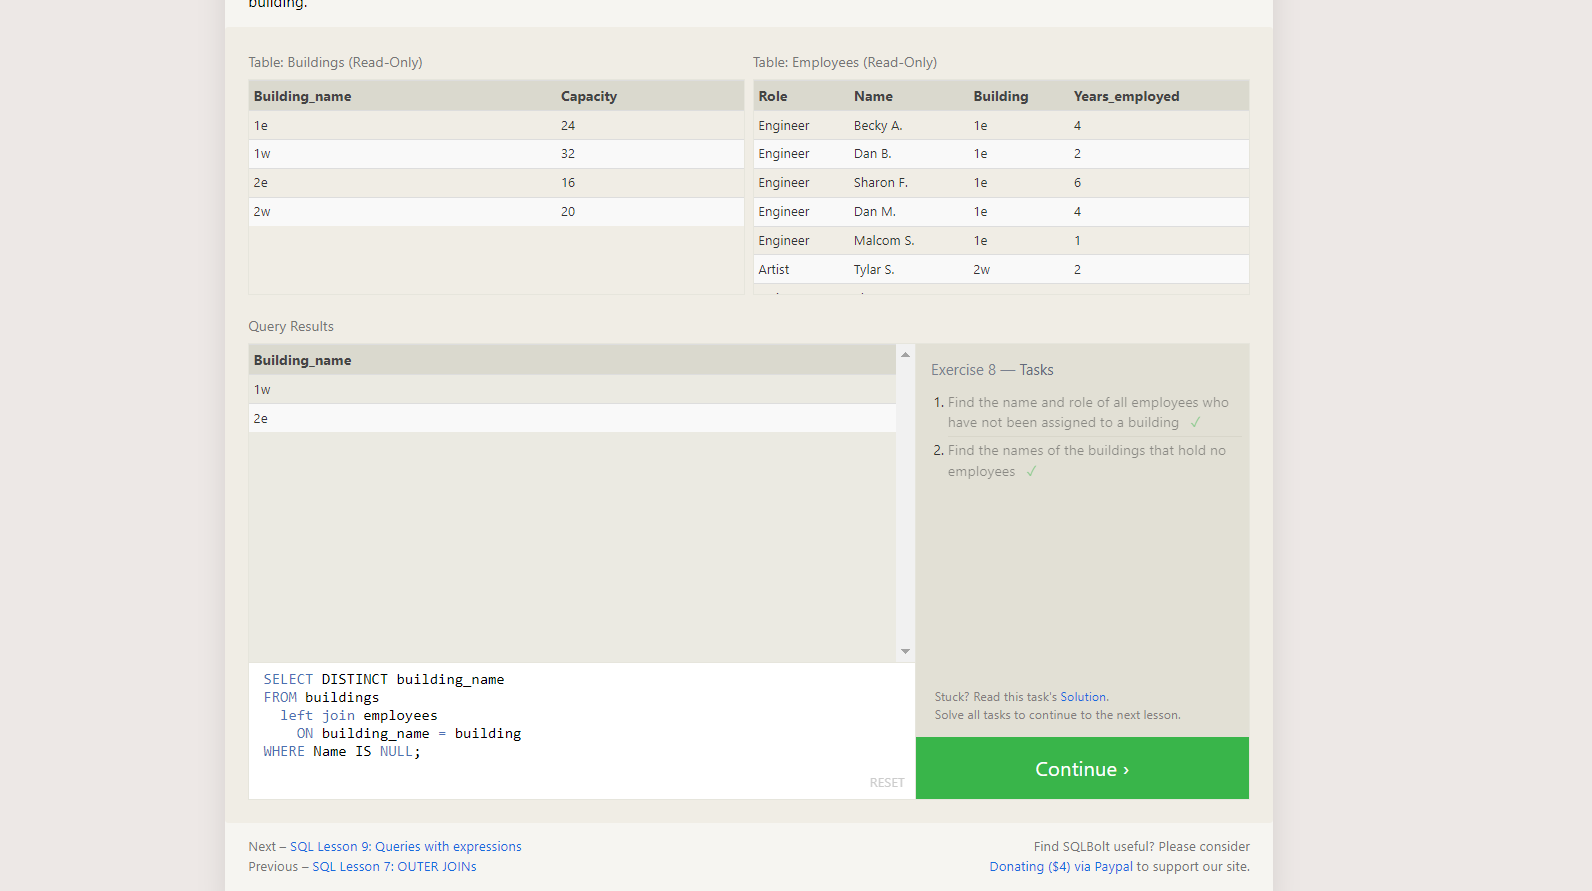 building.
Table: Buildings (Read-Only)
Building_name Capacity
1e 24
1w 32
2e 16
2w 20
Table: Employees (Read-Only)
Role Name Building Years_employed
Engineer Becky A. 1e 4
Engineer Dan B. 1e 2
Engineer Sharon F. 1e 6
Engineer Dan M. 1e 4
Engineer Malcom S. 1e 1
Artist Tylar S. 2w 2
Query Results
Building_name
1w
2e
SELECT DISTINCT building_name
FROM buildings
left join employees
ON building_name = building
WHERE Name IS NULL;
RESET
Exercise 8 — Tasks
1. Find the name and role of all employees who
have not been assigned to a building ✓
2. Find the names of the buildings that hold no
employees ✓
Stuck? Read this task's Solution.
Solve all tasks to continue to the next lesson.
Continue ›
Next – SQL Lesson 9: Queries with expressions
Previous – SQL Lesson 7: OUTER JOINs
Find SQLBolt useful? Please consider
Donating ($4) via Paypal to support our site.